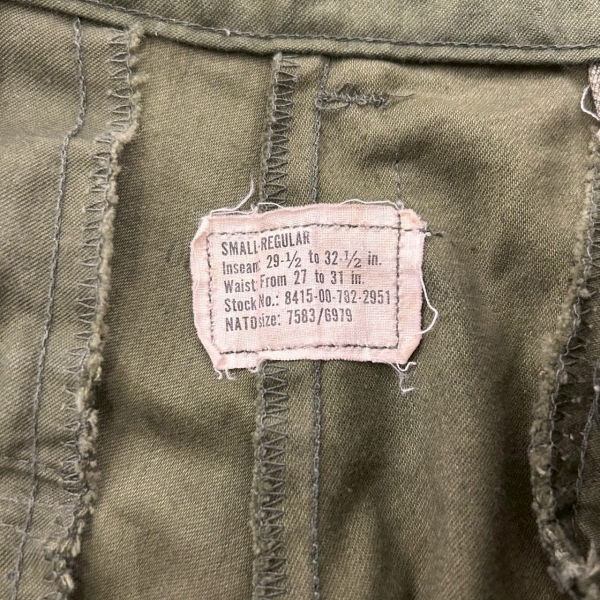 SMALL-REGULAR
Inseam: 29-½ to 32-½ in.
Waist: From 27 to 31 in.
Stock No.: 8415-00-782-2951
NATO size: 7583/6979